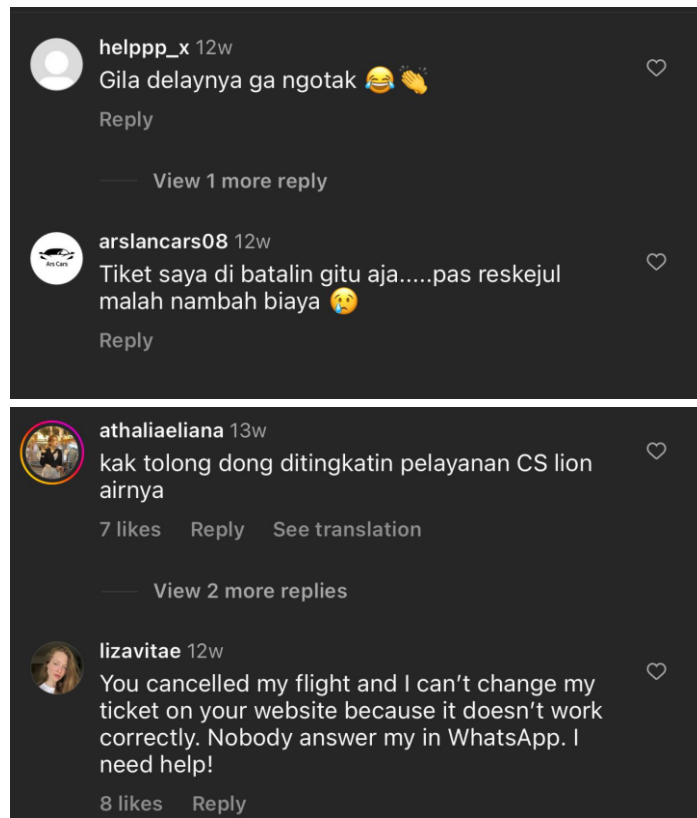 helppp_x 12w
Gila delaynya ga ngotak 😂👏
Reply
View 1 more reply
Ars Cars
arslancars08 12w
Tiket saya di batalin gitu aja.....pas reskejul
malah nambah biaya 😢
Reply
athaliaeliana 13w
kak tolong dong ditingkatin pelayanan CS lion
airnya
7 likes Reply See translation
View 2 more replies
lizavitae 12w
You cancelled my flight and I can’t change my
ticket on your website because it doesn’t work
correctly. Nobody answer my in WhatsApp. I
need help!
8 likes Reply